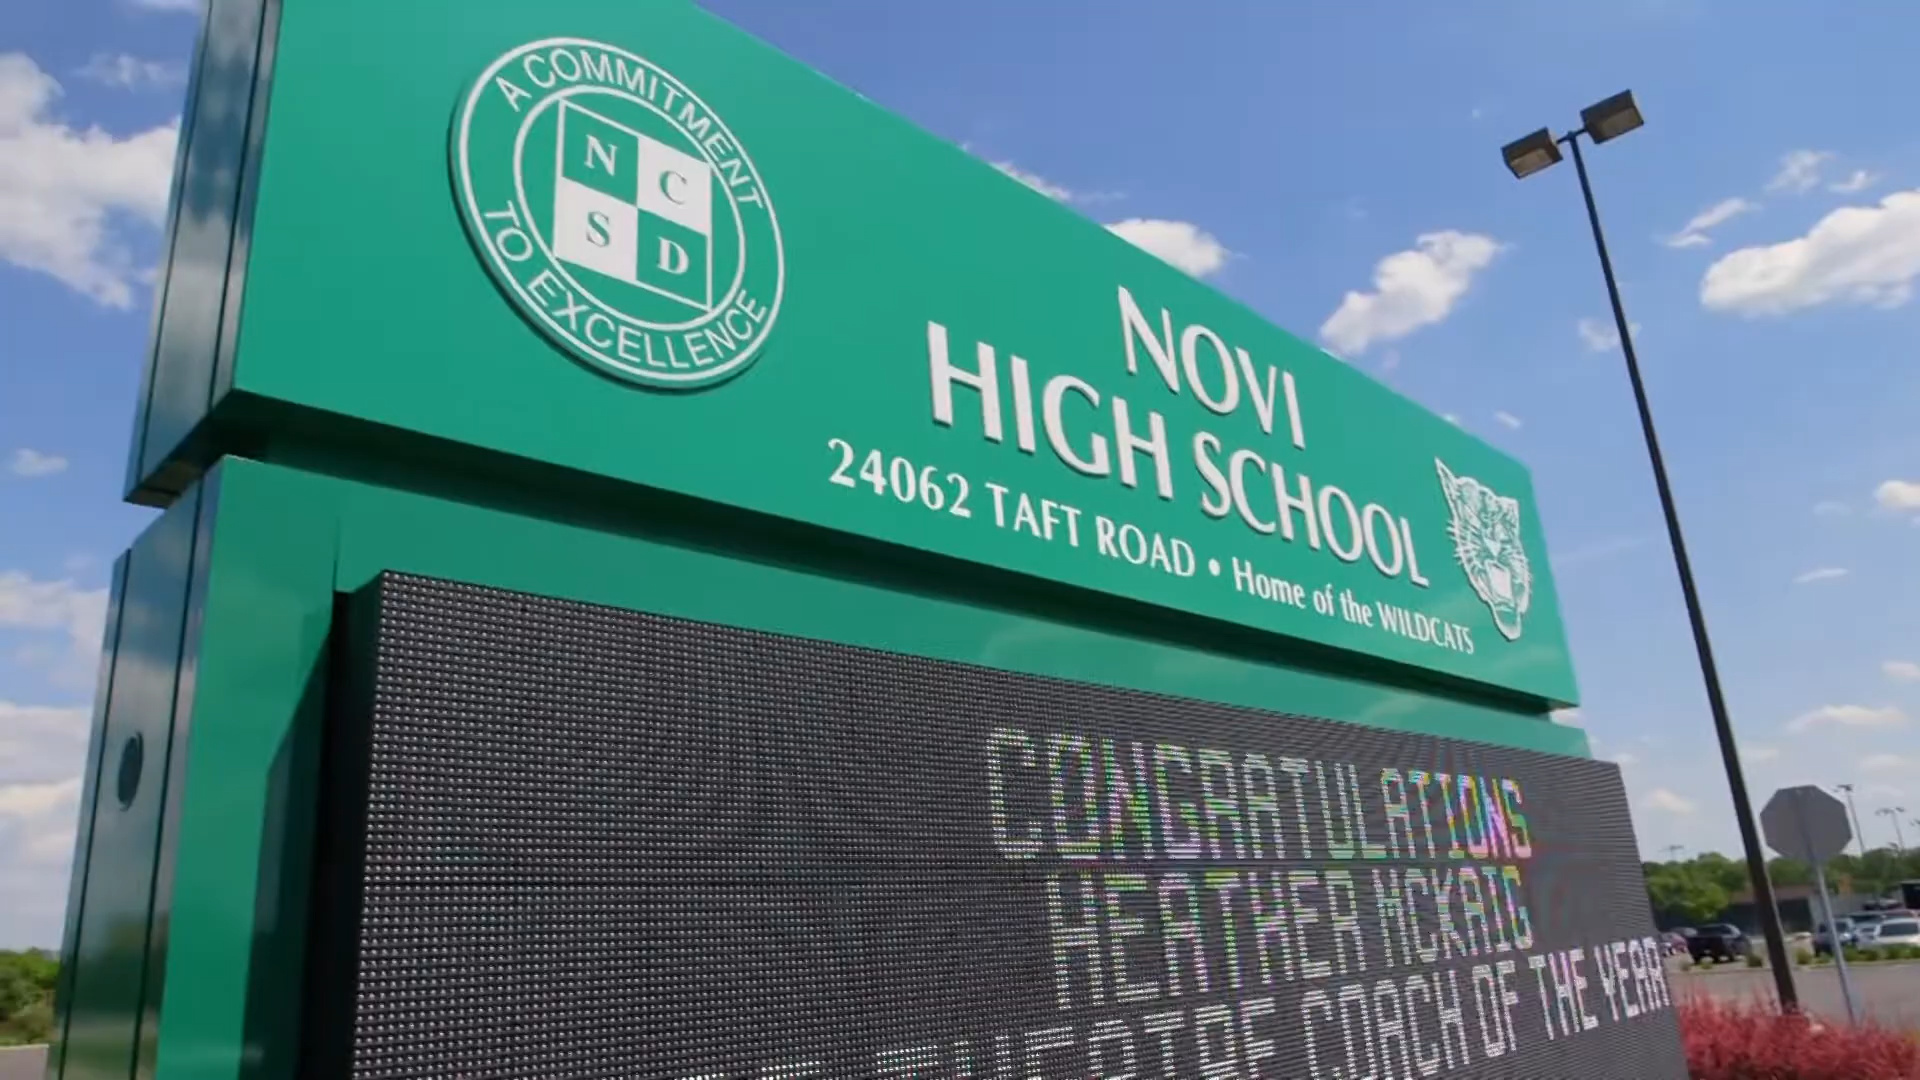 A COMMITMENT
TO EXCELLENCE
N C
S D
NOVI
HIGH SCHOOL
24062 TAFT ROAD • Home of the WILDCATS
CONGRATULATIONS
HEATHER MCKAIG
THEATRE COACH OF THE YEAR